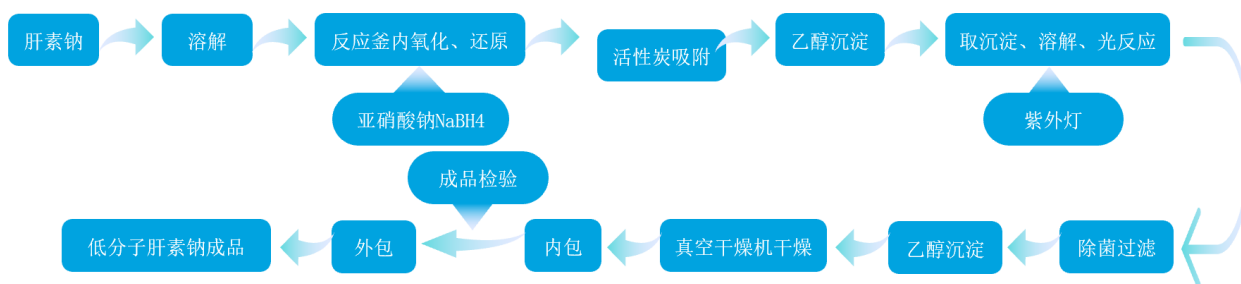 肝素钠
溶解
反应釜内氧化、还原
活性炭吸附
乙醇沉淀
取沉淀、溶解、光反应
亚硝酸钠NaBH4
紫外灯
成品检验
低分子肝素钠成品
外包
内包
真空干燥机干燥
乙醇沉淀
除菌过滤